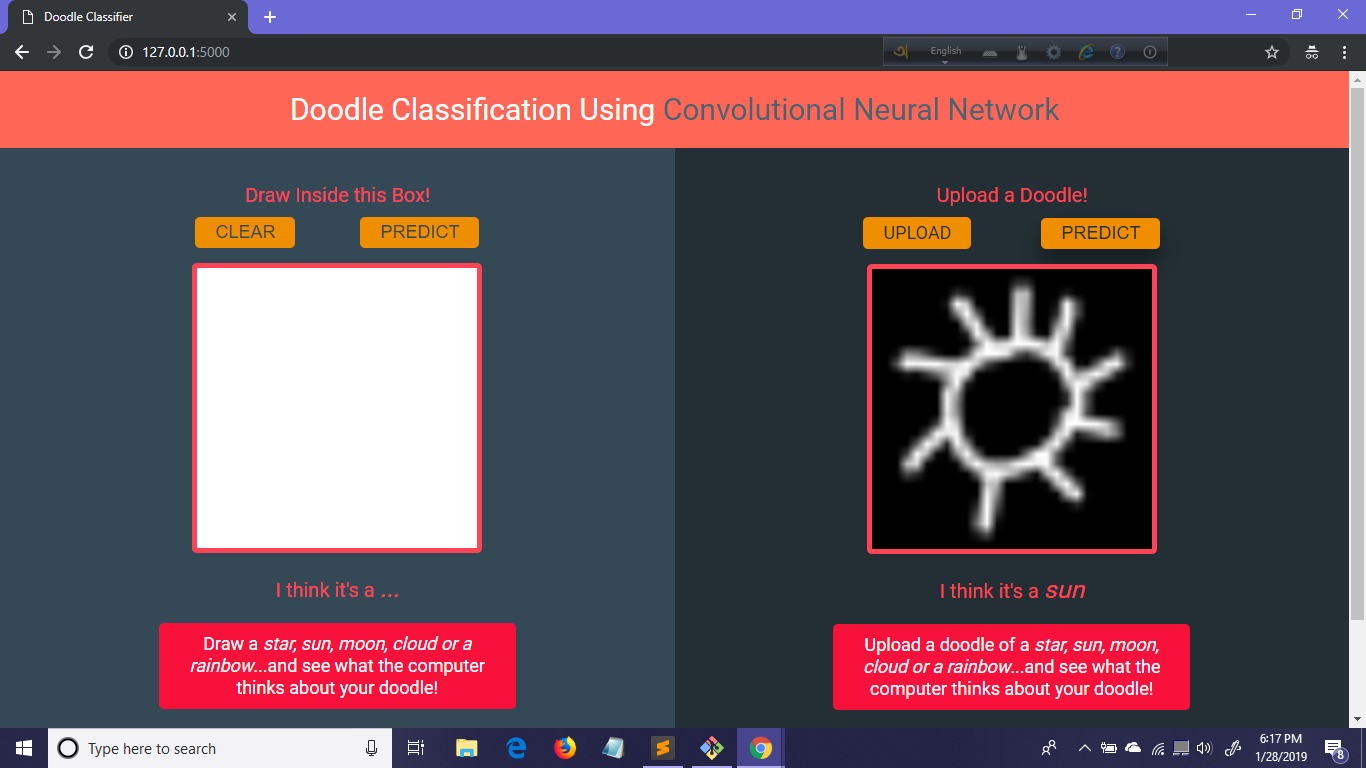 Doodle Classifier
127.0.0.1:5000
English
Doodle Classification Using Convolutional Neural Network
Draw Inside this Box!
CLEAR
PREDICT
I think it's a ...
Draw a star, sun, moon, cloud or a
rainbow...and see what the computer
thinks about your doodle!
Upload a Doodle!
UPLOAD
PREDICT
I think it's a sun
Upload a doodle of a star, sun, moon,
cloud or a rainbow...and see what the
computer thinks about your doodle!
Type here to search
6:17 PM
1/28/2019
8